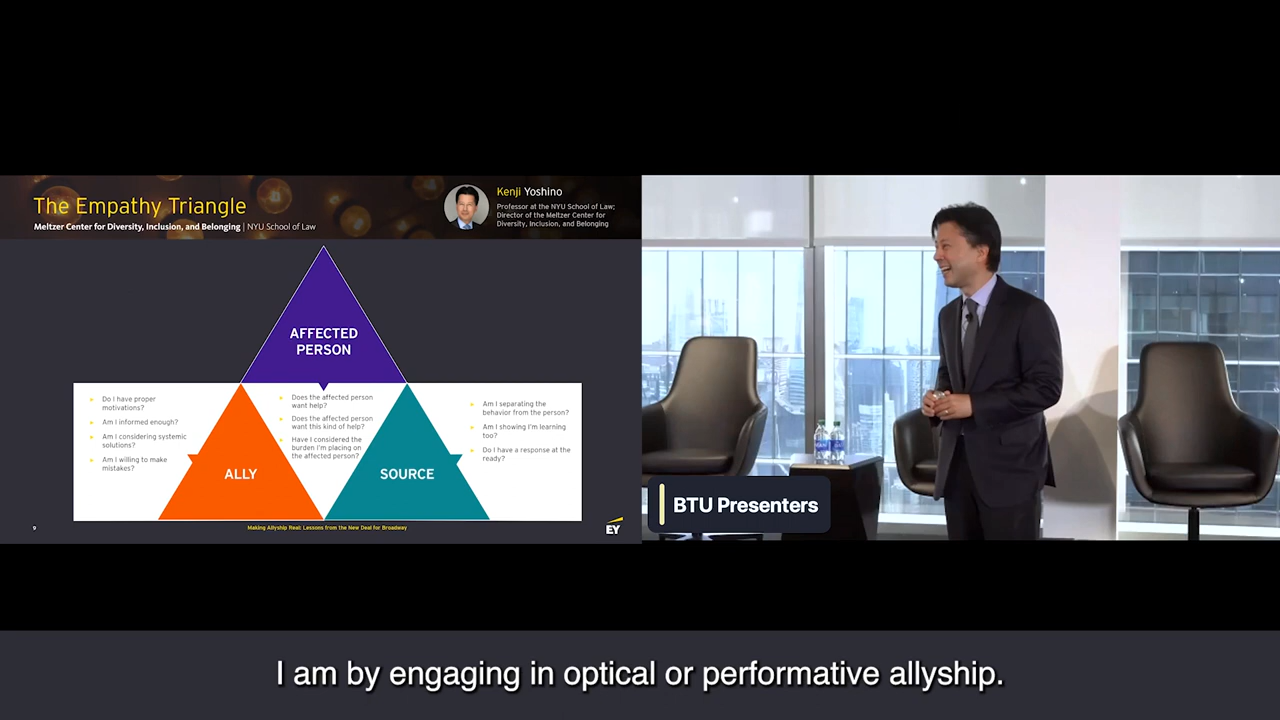 The Empathy Triangle
Meltzer Center for Diversity, Inclusion, and Belonging | NYU School of Law
Kenji Yoshino
Professor at the NYU School of Law;
Director of the Meltzer Center for
Diversity, Inclusion, and Belonging
AFFECTED
PERSON
Do I have proper
motivations?
Am I informed enough?
Am I considering systemic
solutions?
Am I willing to make
mistakes?
ALLY
Does the affected person
want help?
Does the affected person
want this kind of help?
Have I considered the
burden I'm placing on
the affected person?
SOURCE
Am I separating the
behavior from the person?
Am I showing I'm learning
too?
Do I have a response at the
ready?
9
Making Allyship Real: Lessons from the New Deal for Broadway
EY
BTU Presenters
I am by engaging in optical or performative allyship.